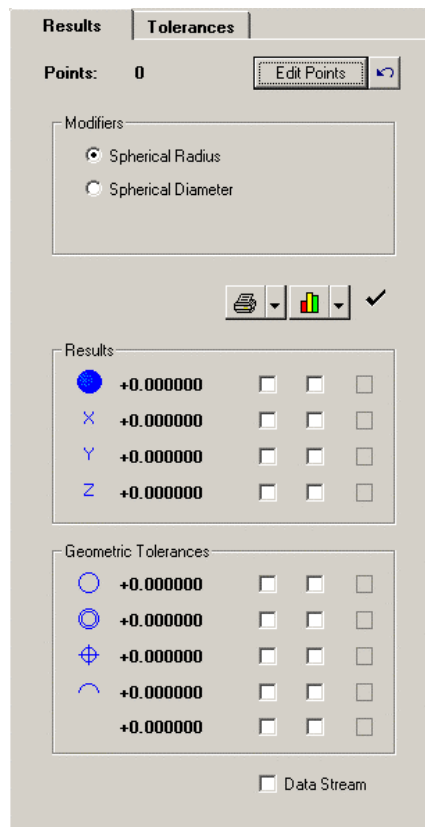 Results Tolerances
Points: 0 Edit Points
Modifiers
Spherical Radius
Spherical Diameter
Results
+0.000000
X +0.000000
Y +0.000000
Z +0.000000
Geometric Tolerances
+0.000000
+0.000000
+0.000000
+0.000000
+0.000000
Data Stream